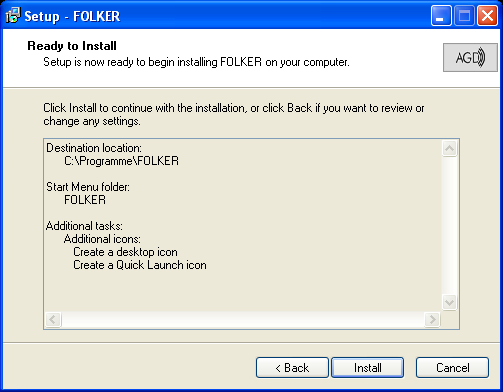 Setup - FOLKER
Ready to Install
Setup is now ready to begin installing FOLKER on your computer.
AGD
Click Install to continue with the installation, or click Back if you want to review or
change any settings.
Destination location:
C:\Programme\FOLKER
Start Menu folder:
FOLKER
Additional tasks:
Additional icons:
Create a desktop icon
Create a Quick Launch icon
< Back
Install
Cancel